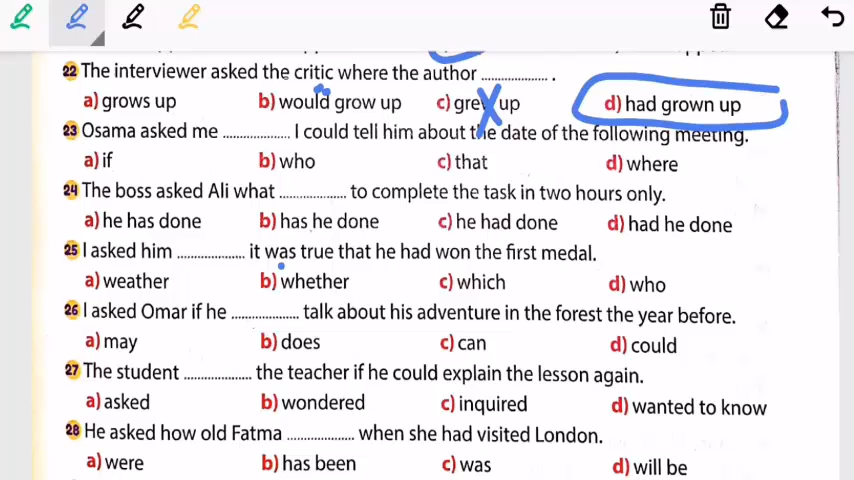 22 The interviewer asked the critic where the author .................... .
a) grows up b) would grow up c) grew up d) had grown up
23 Osama asked me .................... I could tell him about the date of the following meeting.
a) if b) who c) that d) where
24 The boss asked Ali what .................... to complete the task in two hours only.
a) he has done b) has he done c) he had done d) had he done
25 I asked him .................... it was true that he had won the first medal.
a) weather b) whether c) which d) who
26 I asked Omar if he .................... talk about his adventure in the forest the year before.
a) may b) does c) can d) could
27 The student .................... the teacher if he could explain the lesson again.
a) asked b) wondered c) inquired d) wanted to know
28 He asked how old Fatma .................... when she had visited London.
a) were b) has been c) was d) will be